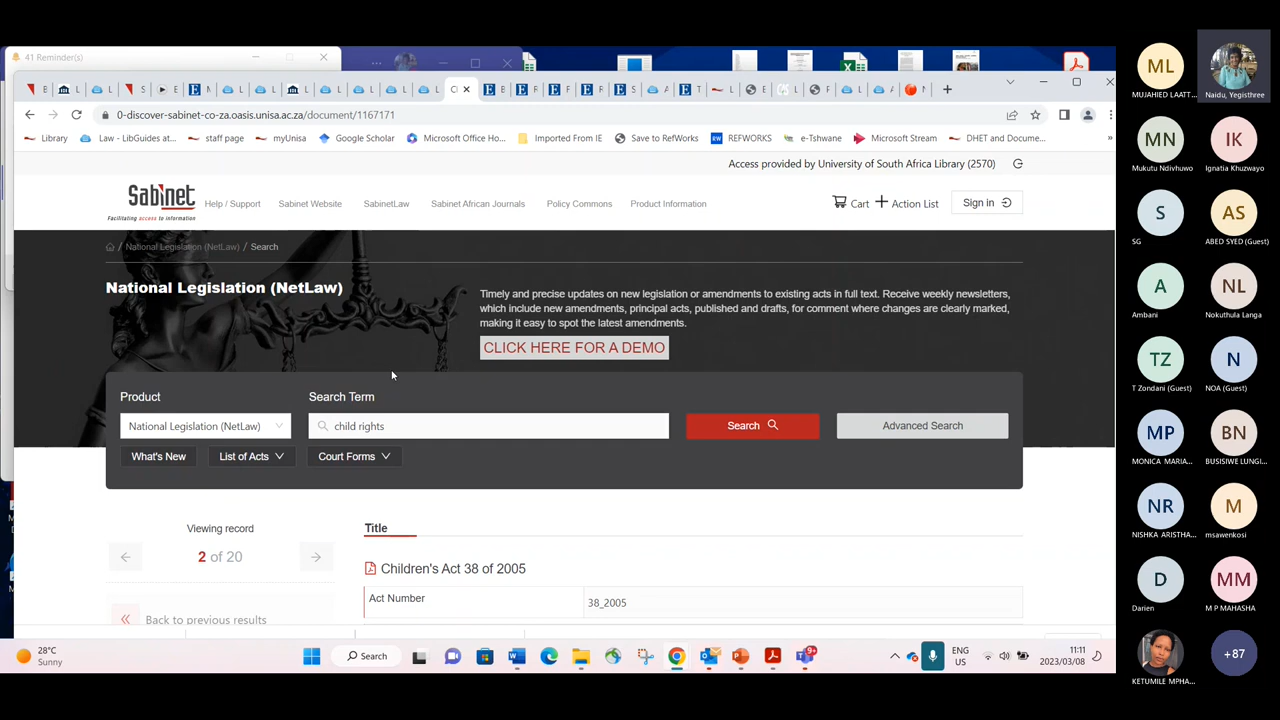 41 Reminder(s)
0-discover-sabinet-co-za.oasis.unisa.ac.za/document/1167171
Library
Law - LibGuides at...
staff page
myUnisa
Google Scholar
Microsoft Office Ho...
Imported From IE
Save to RefWorks
REFWORKS
e-Tshwane
Microsoft Stream
DHET and Docume...
Access provided by University of South Africa Library (2570)
Sabinet
Facilitating access to information
Help / Support
Sabinet Website
SabinetLaw
Sabinet African Journals
Policy Commons
Product Information
Cart
Action List
Sign in
/ National Legislation (NetLaw) / Search
National Legislation (NetLaw)
Timely and precise updates on new legislation or amendments to existing acts in full text. Receive weekly newsletters,
which include new amendments, principal acts, published and drafts, for comment where changes are clearly marked,
making it easy to spot the latest amendments.
CLICK HERE FOR A DEMO
Product
Search Term
National Legislation (NetLaw)
child rights
Search
Advanced Search
What's New
List of Acts
Court Forms
Viewing record
2 of 20
Back to previous results
Title
Children's Act 38 of 2005
Act Number
38_2005
28°C
Sunny
Search
9+
ENG
US
11:11
2023/03/08
ML
MUJAHIED LAATT...
Naidu, Yegisthree
MN
Mukutu Ndivhuwo
IK
Ignatia Khuzwayo
S
SG
AS
ABED SYED (Guest)
A
Ambani
NL
Nokuthula Langa
TZ
T Zondani (Guest)
N
NOA (Guest)
MP
MONICA MARIA...
BN
BUSISIWE LUNGI...
NR
NISHKA ARISTHA...
M
msawenkosi
D
Darien
MM
M P MAHASHA
KETUMILE MPHA...
+87